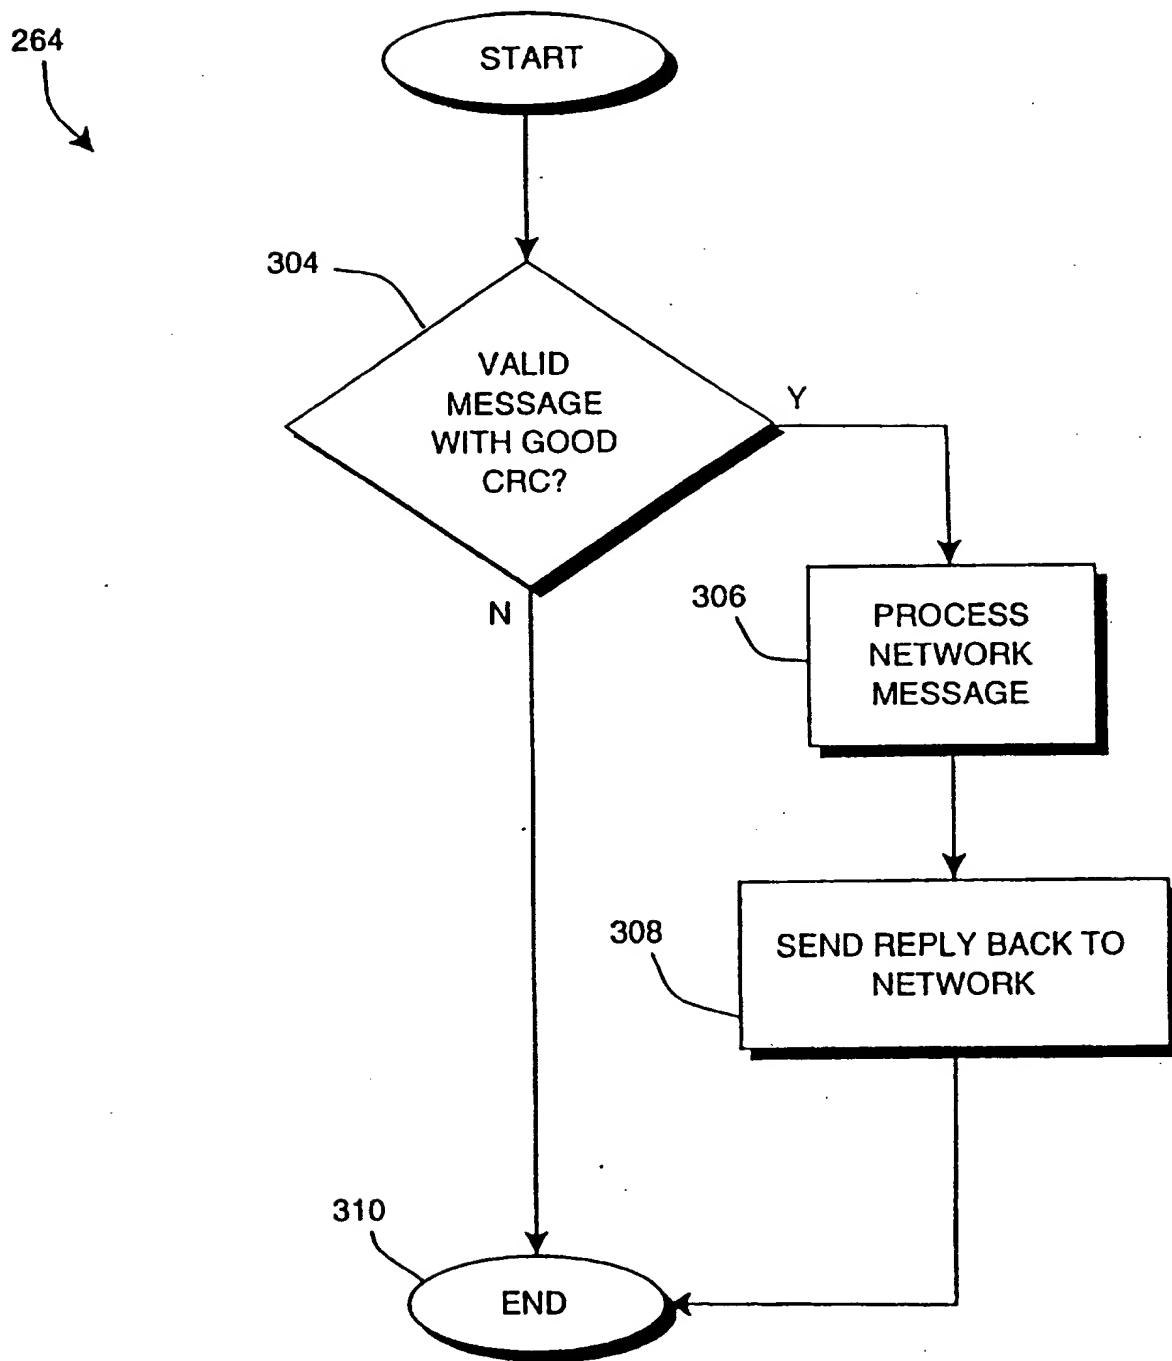 264
START
304
VALID
MESSAGE
WITH GOOD
CRC?
Y
N
306
PROCESS
NETWORK
MESSAGE
308
SEND REPLY BACK TO
NETWORK
310
END